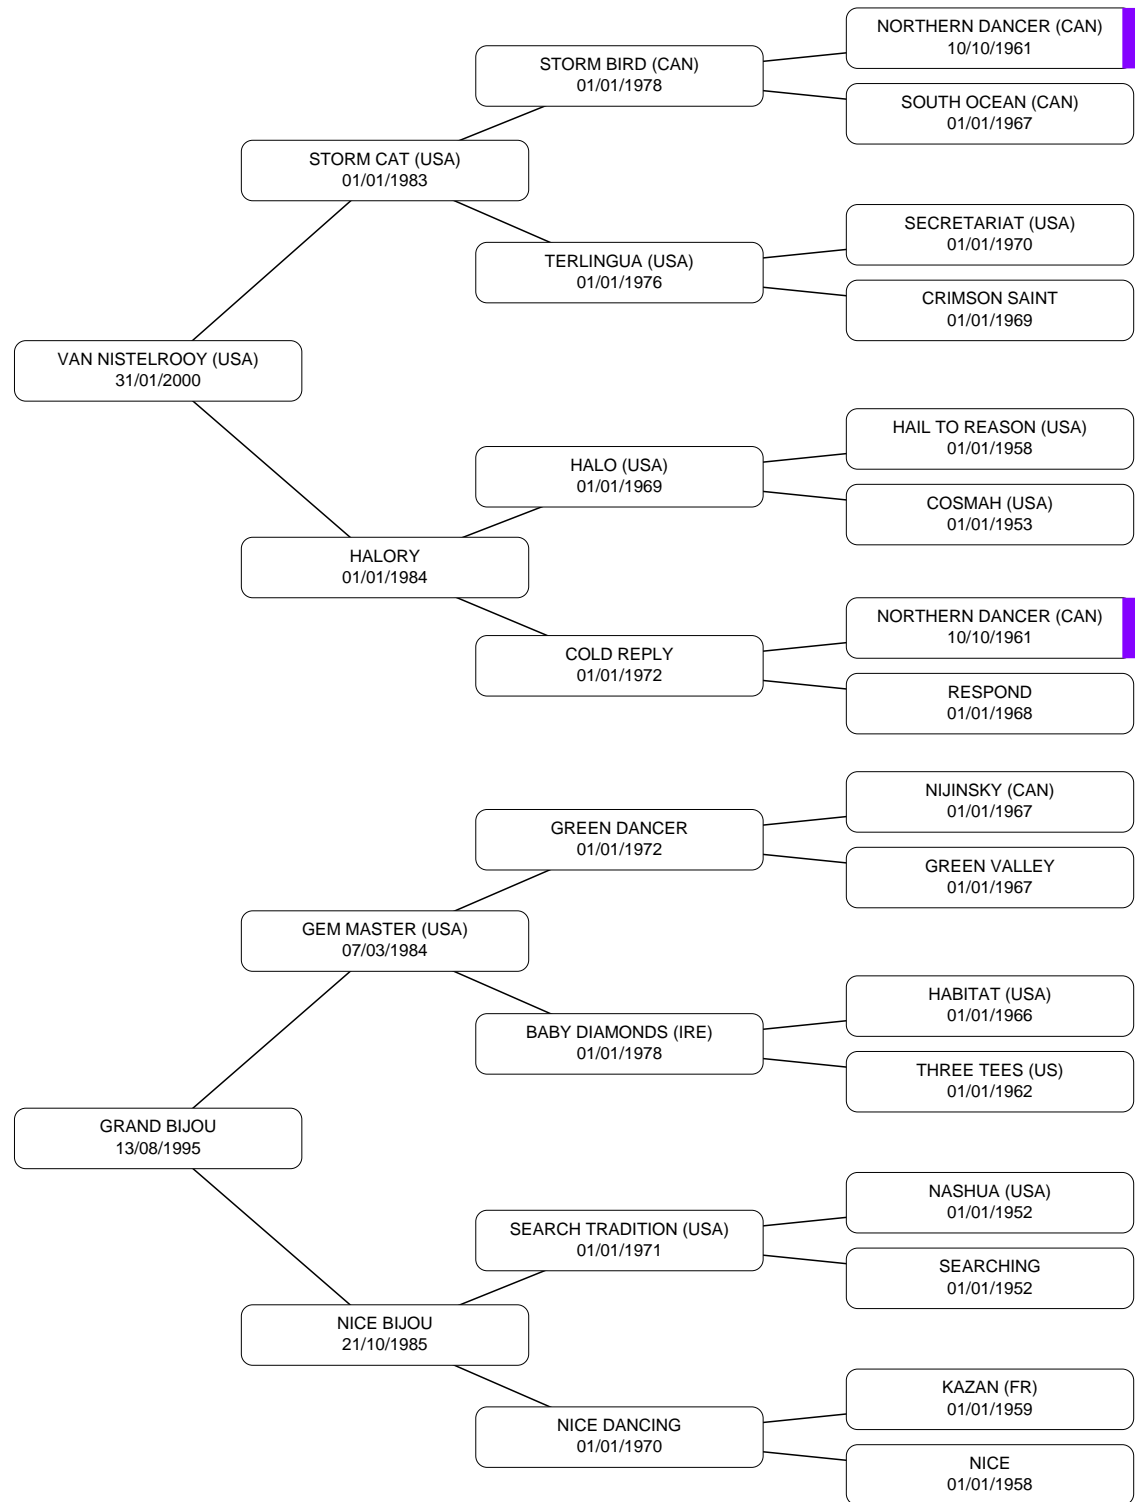 NORTHERN DANCER (CAN)
10/10/1961
STORM BIRD (CAN)
01/01/1978
SOUTH OCEAN (CAN)
01/01/1967
STORM CAT (USA)
01/01/1983
SECRETARIAT (USA)
01/01/1970
TERLINGUA (USA)
01/01/1976
CRIMSON SAINT
01/01/1969
VAN NISTELROOY (USA)
31/01/2000
HAIL TO REASON (USA)
01/01/1958
HALO (USA)
01/01/1969
COSMAH (USA)
01/01/1953
HALORY
01/01/1984
NORTHERN DANCER (CAN)
10/10/1961
COLD REPLY
01/01/1972
RESPOND
01/01/1968
NIJINSKY (CAN)
01/01/1967
GREEN DANCER
01/01/1972
GREEN VALLEY
01/01/1967
GEM MASTER (USA)
07/03/1984
HABITAT (USA)
01/01/1966
BABY DIAMONDS (IRE)
01/01/1978
THREE TEES (US)
01/01/1962
GRAND BIJOU
13/08/1995
NASHUA (USA)
01/01/1952
SEARCH TRADITION (USA)
01/01/1971
SEARCHING
01/01/1952
NICE BIJOU
21/10/1985
KAZAN (FR)
01/01/1959
NICE DANCING
01/01/1970
NICE
01/01/1958